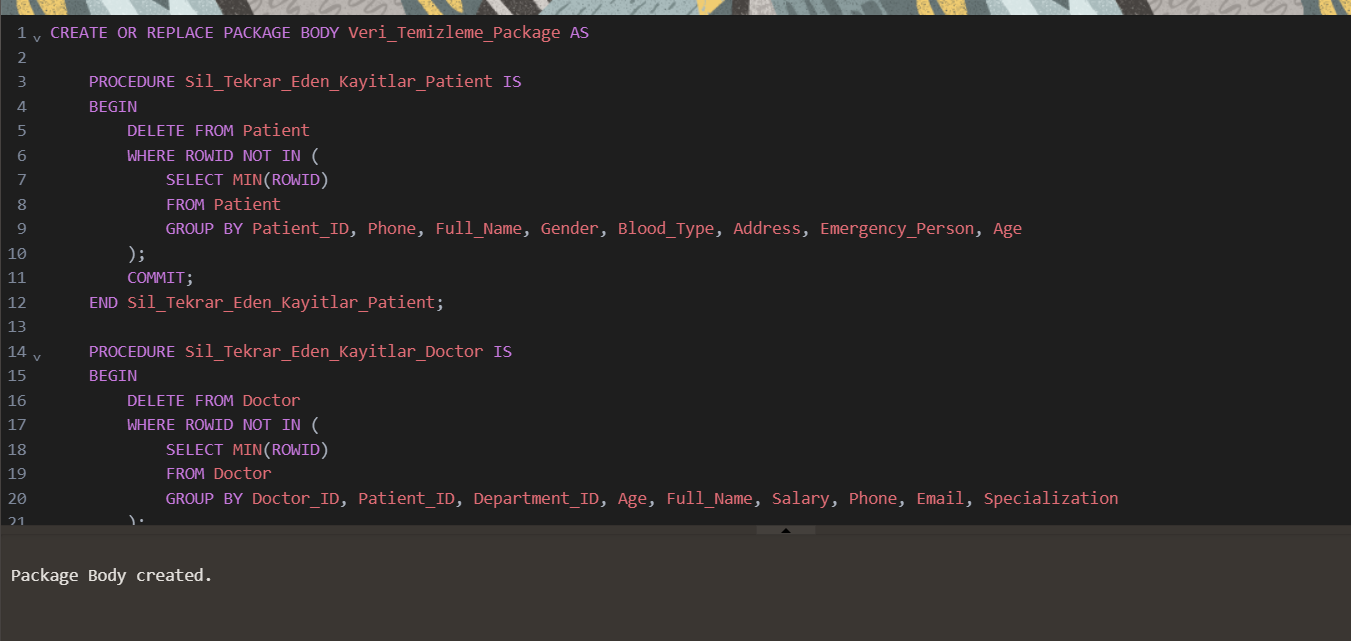 1 CREATE OR REPLACE PACKAGE BODY Veri_Temizleme_Package AS
2
3 PROCEDURE Sil_Tekrar_Eden_Kayitlar_Patient IS
4 BEGIN
5 DELETE FROM Patient
6 WHERE ROWID NOT IN (
7 SELECT MIN(ROWID)
8 FROM Patient
9 GROUP BY Patient_ID, Phone, Full_Name, Gender, Blood_Type, Address, Emergency_Person, Age
10 );
11 COMMIT;
12 END Sil_Tekrar_Eden_Kayitlar_Patient;
13
14 PROCEDURE Sil_Tekrar_Eden_Kayitlar_Doctor IS
15 BEGIN
16 DELETE FROM Doctor
17 WHERE ROWID NOT IN (
18 SELECT MIN(ROWID)
19 FROM Doctor
20 GROUP BY Doctor_ID, Patient_ID, Department_ID, Age, Full_Name, Salary, Phone, Email, Specialization
21 );
Package Body created.